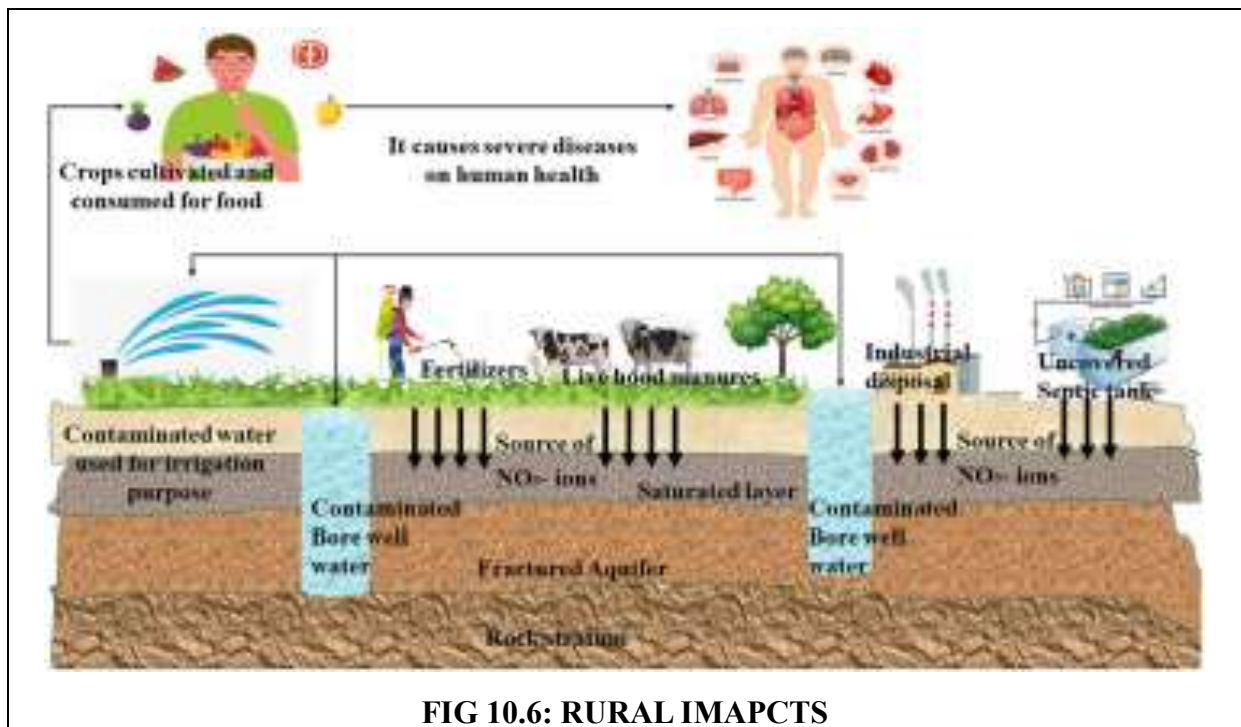 Crops cultivated and
consumed for food
It causes severe diseases
on human health
Fertilizers
Live hood manures
Industrial
disposal
Uncovered
Septic tank
Contaminated water
used for irrigation
purpose
Source of
NO₃- ions
Saturated layer
Source of
NO₃- ions
Contaminated
Bore well
water
Contaminated
Bore well
water
Fractured Aquifer
Rock stratum
FIG 10.6: RURAL IMAPCTS